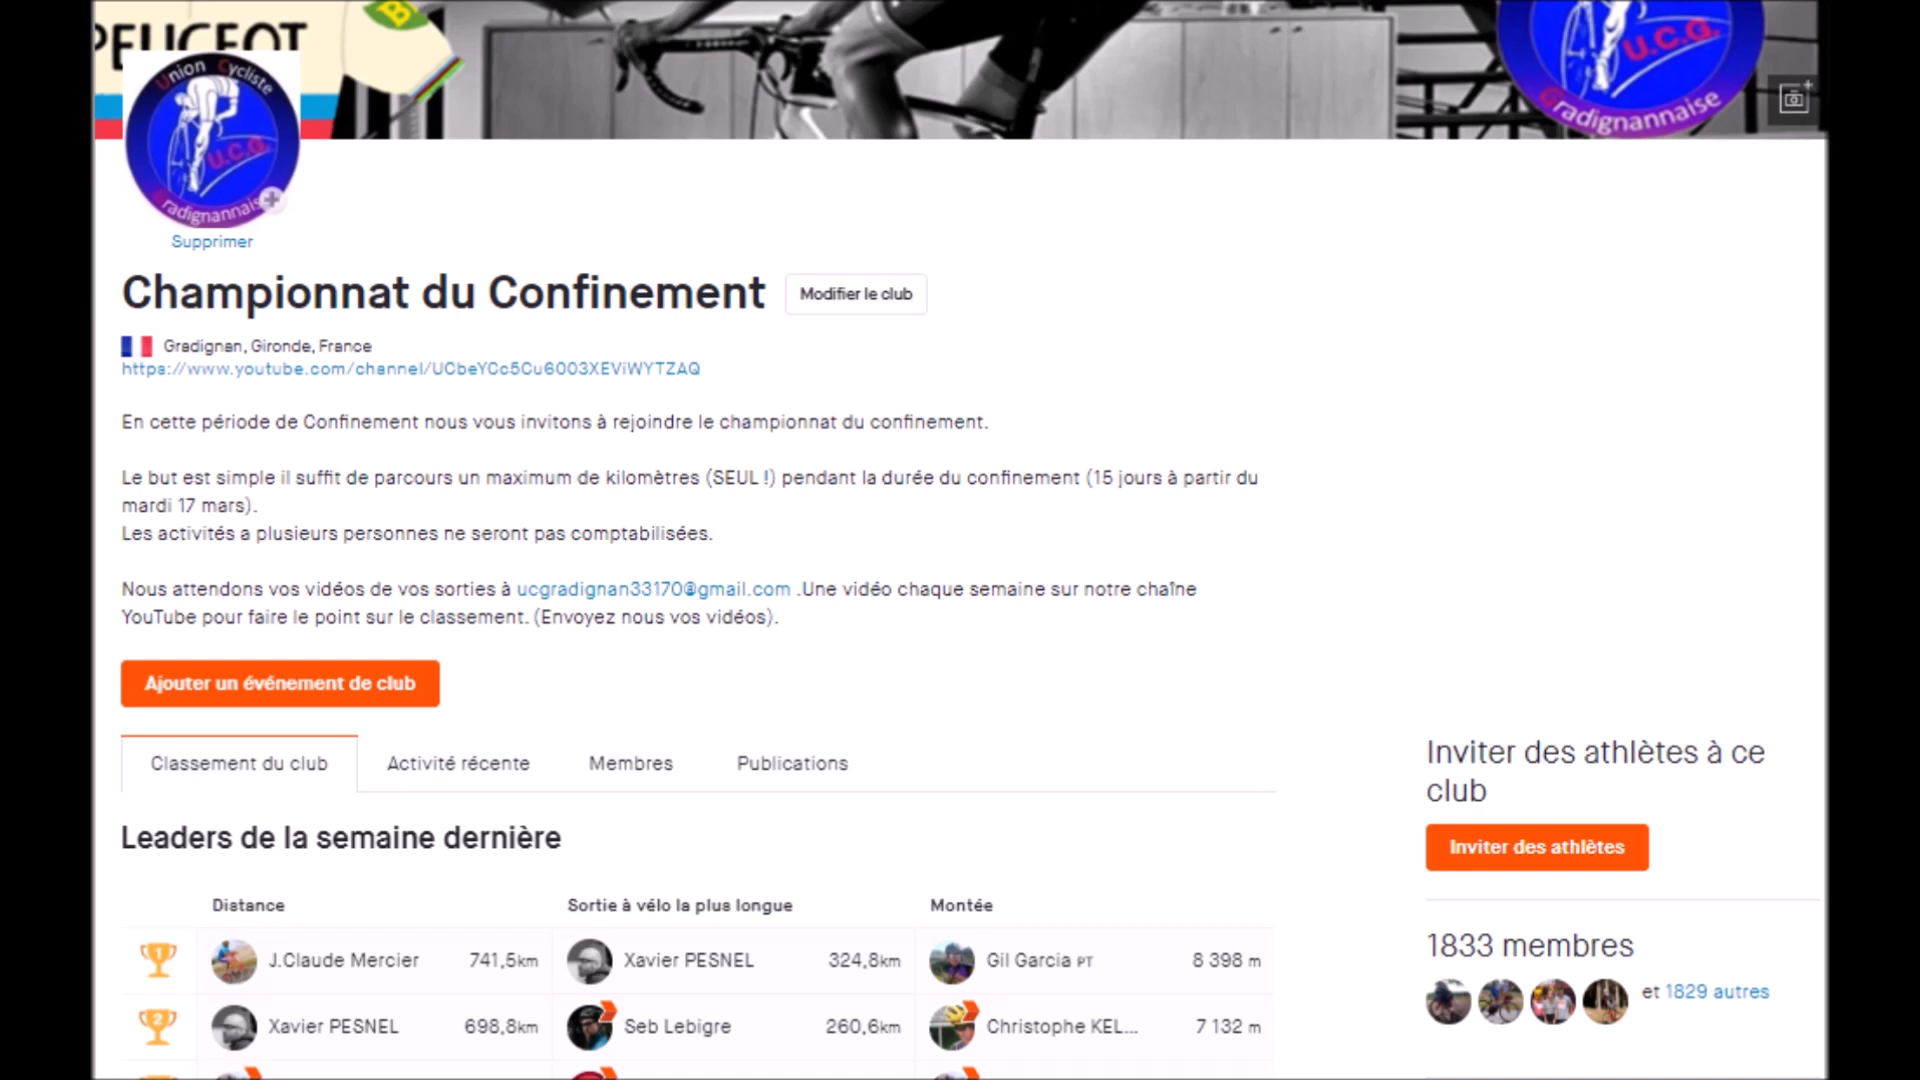 PEUGEOT
B
Union Cycliste
U.C.G.
Gradignannaise
U.C.G.
Gradignannaise
Supprimer
Championnat du Confinement
Modifier le club
Gradignan, Gironde, France
https://www.youtube.com/channel/UCbeYCc5Cu6003XEViWYTZAQ
En cette période de Confinement nous vous invitons à rejoindre le championnat du confinement.
Le but est simple il suffit de parcours un maximum de kilomètres (SEUL !) pendant la durée du confinement (15 jours à partir du
mardi 17 mars).
Les activités a plusieurs personnes ne seront pas comptabilisées.
Nous attendons vos vidéos de vos sorties à ucgradignan33170@gmail.com .Une vidéo chaque semaine sur notre chaîne
YouTube pour faire le point sur le classement. (Envoyez nous vos vidéos).
Ajouter un événement de club
Classement du club Activité récente Membres Publications
Leaders de la semaine dernière
Distance Sortie à vélo la plus longue Montée
1 J.Claude Mercier 741,5km Xavier PESNEL 324,8km Gil Garcia PT 8 398 m
2 Xavier PESNEL 698,8km Seb Lebigre 260,6km Christophe KEL... 7 132 m
Inviter des athlètes à ce
club
Inviter des athlètes
1833 membres
et 1829 autres